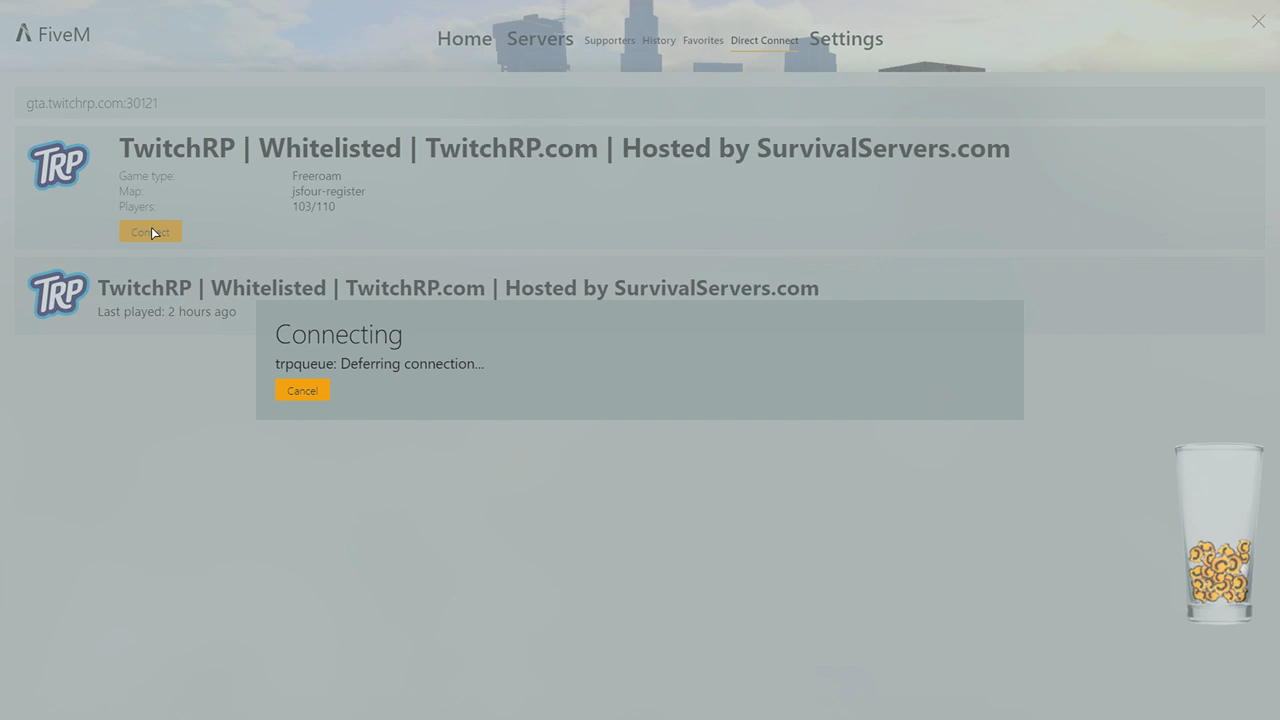 FiveM
Home Servers Supporters History Favorites Direct Connect Settings
gta.twitchrp.com:30121
TRP
TwitchRP | Whitelisted | TwitchRP.com | Hosted by SurvivalServers.com
Game type: Freeroam
Map: jsfour-register
Players: 103/110
Connect
TRP
TwitchRP | Whitelisted | TwitchRP.com | Hosted by SurvivalServers.com
Last played: 2 hours ago
Connecting
trpqueue: Deferring connection...
Cancel